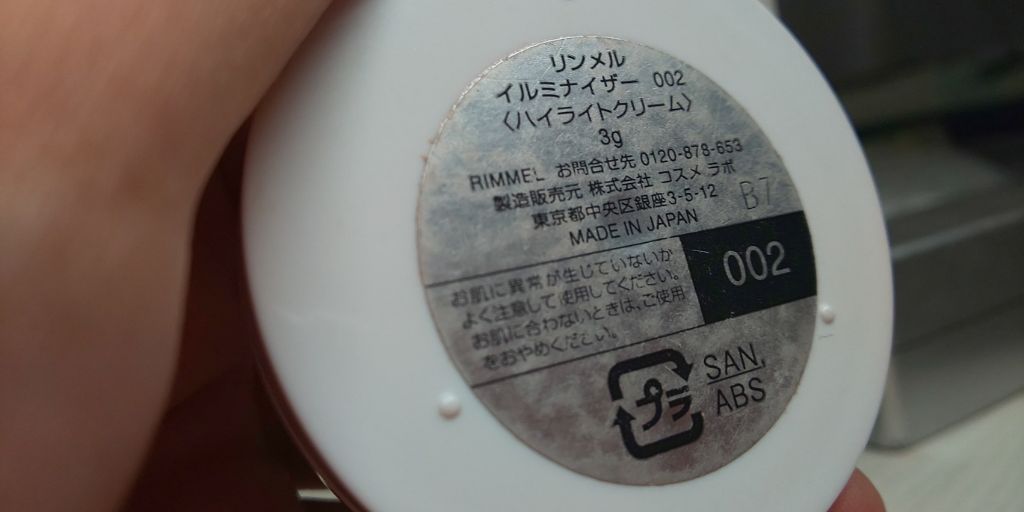 リンメル
イルミナイザー 002
〈ハイライトクリーム〉
3g
RIMMEL お問合せ先 0120-878-653
製造販売元 株式会社 コスメ ラボ
東京都中央区銀座3-5-12
MADE IN JAPAN
B7
お肌に異常が生じていないか
よく注意して使用してください。
お肌に合わないときは、ご使用
をおやめください。
002
プラ
SAN,
ABS